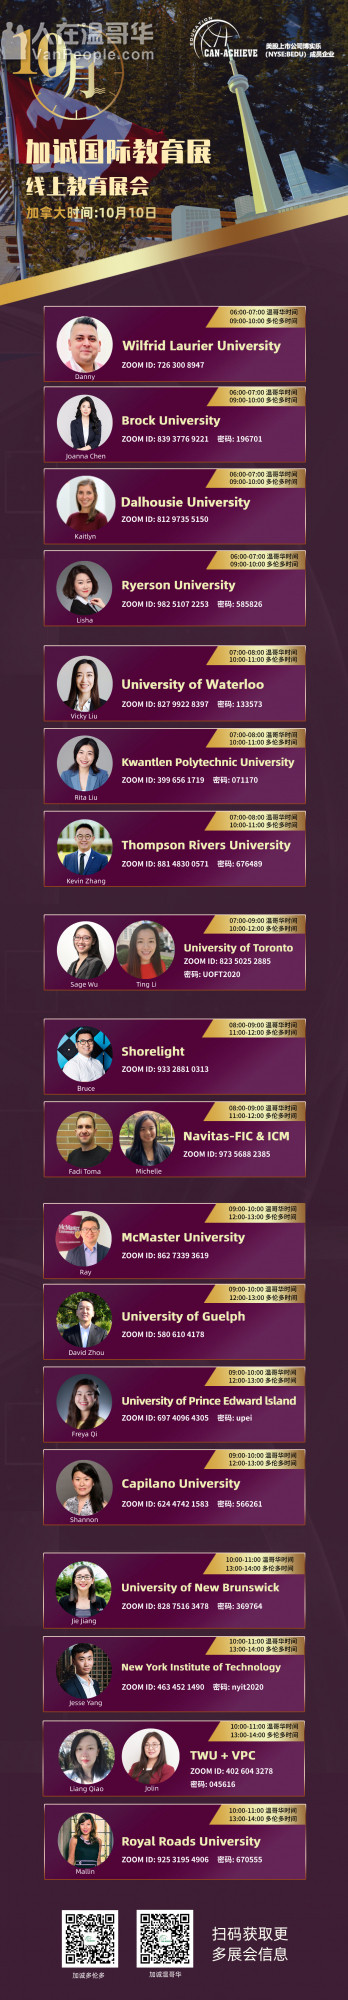 人在温哥华
VanPeople.com
10月
EDUCATION
CAN-ACHIEVE
美股上市公司博实乐
(NYSE:BEDU) 成员企业
加诚国际教育展
线上教育展会
加拿大时间:10月10日
06:00-07:00 温哥华时间
09:00-10:00 多伦多时间
Wilfrid Laurier University
ZOOM ID: 726 300 8947
Danny
06:00-07:00 温哥华时间
09:00-10:00 多伦多时间
Brock University
ZOOM ID: 839 3776 9221 密码: 196701
Joanna Chen
06:00-07:00 温哥华时间
09:00-10:00 多伦多时间
Dalhousie University
ZOOM ID: 812 9735 5150
Kaitlyn
06:00-07:00 温哥华时间
09:00-10:00 多伦多时间
Ryerson University
ZOOM ID: 982 5107 2253 密码: 585826
Lisha
07:00-08:00 温哥华时间
10:00-11:00 多伦多时间
University of Waterloo
ZOOM ID: 827 9922 8397 密码: 133573
Vicky Liu
07:00-08:00 温哥华时间
10:00-11:00 多伦多时间
Kwantlen Polytechnic University
ZOOM ID: 399 656 1719 密码: 071170
Rita Liu
07:00-08:00 温哥华时间
10:00-11:00 多伦多时间
Thompson Rivers University
ZOOM ID: 881 4830 0571 密码: 676489
Kevin Zhang
07:00-09:00 温哥华时间
10:00-12:00 多伦多时间
University of Toronto
ZOOM ID: 823 5025 2885
密码: UOFT2020
Sage Wu Ting Li
08:00-09:00 温哥华时间
11:00-12:00 多伦多时间
Shorelight
ZOOM ID: 933 2881 0313
Bruce
08:00-09:00 温哥华时间
11:00-12:00 多伦多时间
Navitas-FIC & ICM
ZOOM ID: 973 5688 2385
Fadi Toma Michelle
09:00-10:00 温哥华时间
12:00-13:00 多伦多时间
McMaster University
ZOOM ID: 862 7339 3619
Ray
09:00-10:00 温哥华时间
12:00-13:00 多伦多时间
University of Guelph
ZOOM ID: 580 610 4178
David Zhou
09:00-10:00 温哥华时间
12:00-13:00 多伦多时间
University of Prince Edward lsland
ZOOM ID: 697 4096 4305 密码: upei
Freya Qi
09:00-10:00 温哥华时间
12:00-13:00 多伦多时间
Capilano University
ZOOM ID: 624 4742 1583 密码: 566261
Shannon
10:00-11:00 温哥华时间
13:00-14:00 多伦多时间
University of New Brunswick
ZOOM ID: 828 7516 3478 密码: 369764
Jie Jiang
10:00-11:00 温哥华时间
13:00-14:00 多伦多时间
New York Institute of Technology
ZOOM ID: 463 452 1490 密码: nyit2020
Jesse Yang
10:00-11:00 温哥华时间
13:00-14:00 多伦多时间
TWU + VPC
ZOOM ID: 402 604 3278
密码: 045616
Liang Qiao Jolin
10:00-11:00 温哥华时间
13:00-14:00 多伦多时间
Royal Roads University
ZOOM ID: 925 3195 4906 密码: 670555
Mallin
扫码获取更
多展会信息
加诚多伦多 加诚温哥华